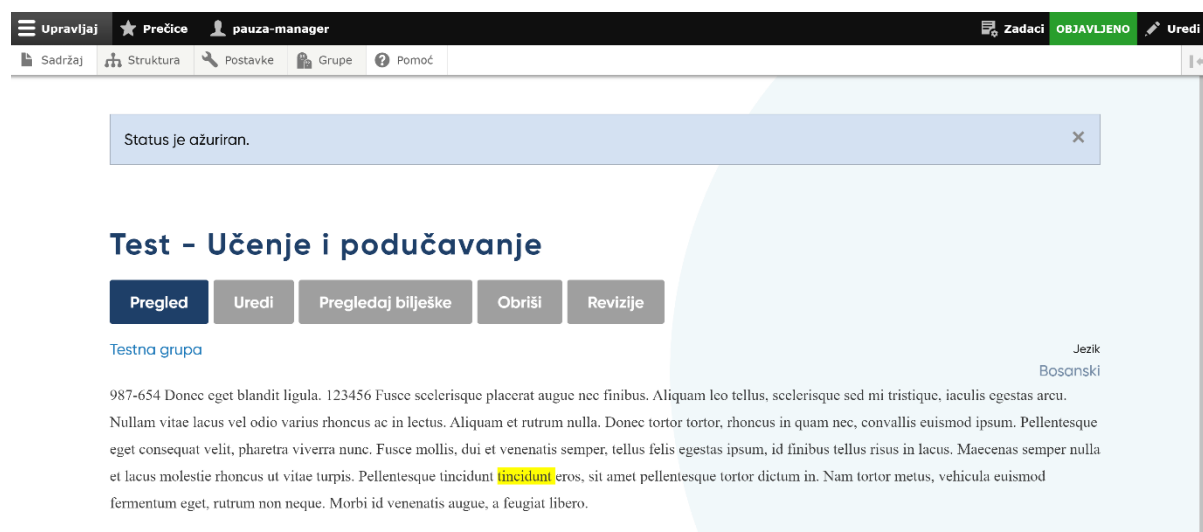 Upravljaj Prečice pauza-manager Zadaci OBJAVLJENO Uredi
Sadržaj Struktura Postavke Grupe Pomoć
Status je ažuriran. ×
Test - Učenje i podučavanje
Pregled Uredi Pregledaj bilješke Obriši Revizije
Testna grupa Jezik
Bosanski
987-654 Donec eget blandit ligula. 123456 Fusce scelerisque placerat augue nec finibus. Aliquam leo tellus, scelerisque sed mi tristique, iaculis egestas arcu.
Nullam vitae lacus vel odio varius rhoncus ac in lectus. Aliquam et rutrum nulla. Donec tortor tortor, rhoncus in quam nec, convallis euismod ipsum. Pellentesque
eget consequat velit, pharetra viverra nunc. Fusce mollis, dui et venenatis semper, tellus felis egestas ipsum, id finibus tellus risus in lacus. Maecenas semper nulla
et lacus molestie rhoncus ut vitae turpis. Pellentesque tincidunt tincidunt eros, sit amet pellentesque tortor dictum in. Nam tortor metus, vehicula euismod
fermentum eget, rutrum non neque. Morbi id venenatis augue, a feugiat libero.